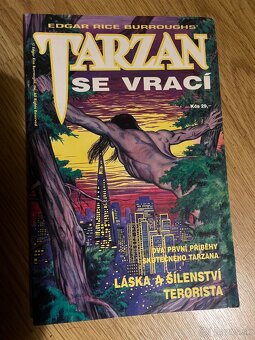 EDGAR RICE BURROUGHS'
TARZAN
SE VRACÍ
Kčs 29,
DVA PRVNÍ PŘÍBĚHY
SKUTEČNÉHO TARZANA
LÁSKA A ŠÍLENSTVÍ
TERORISTA